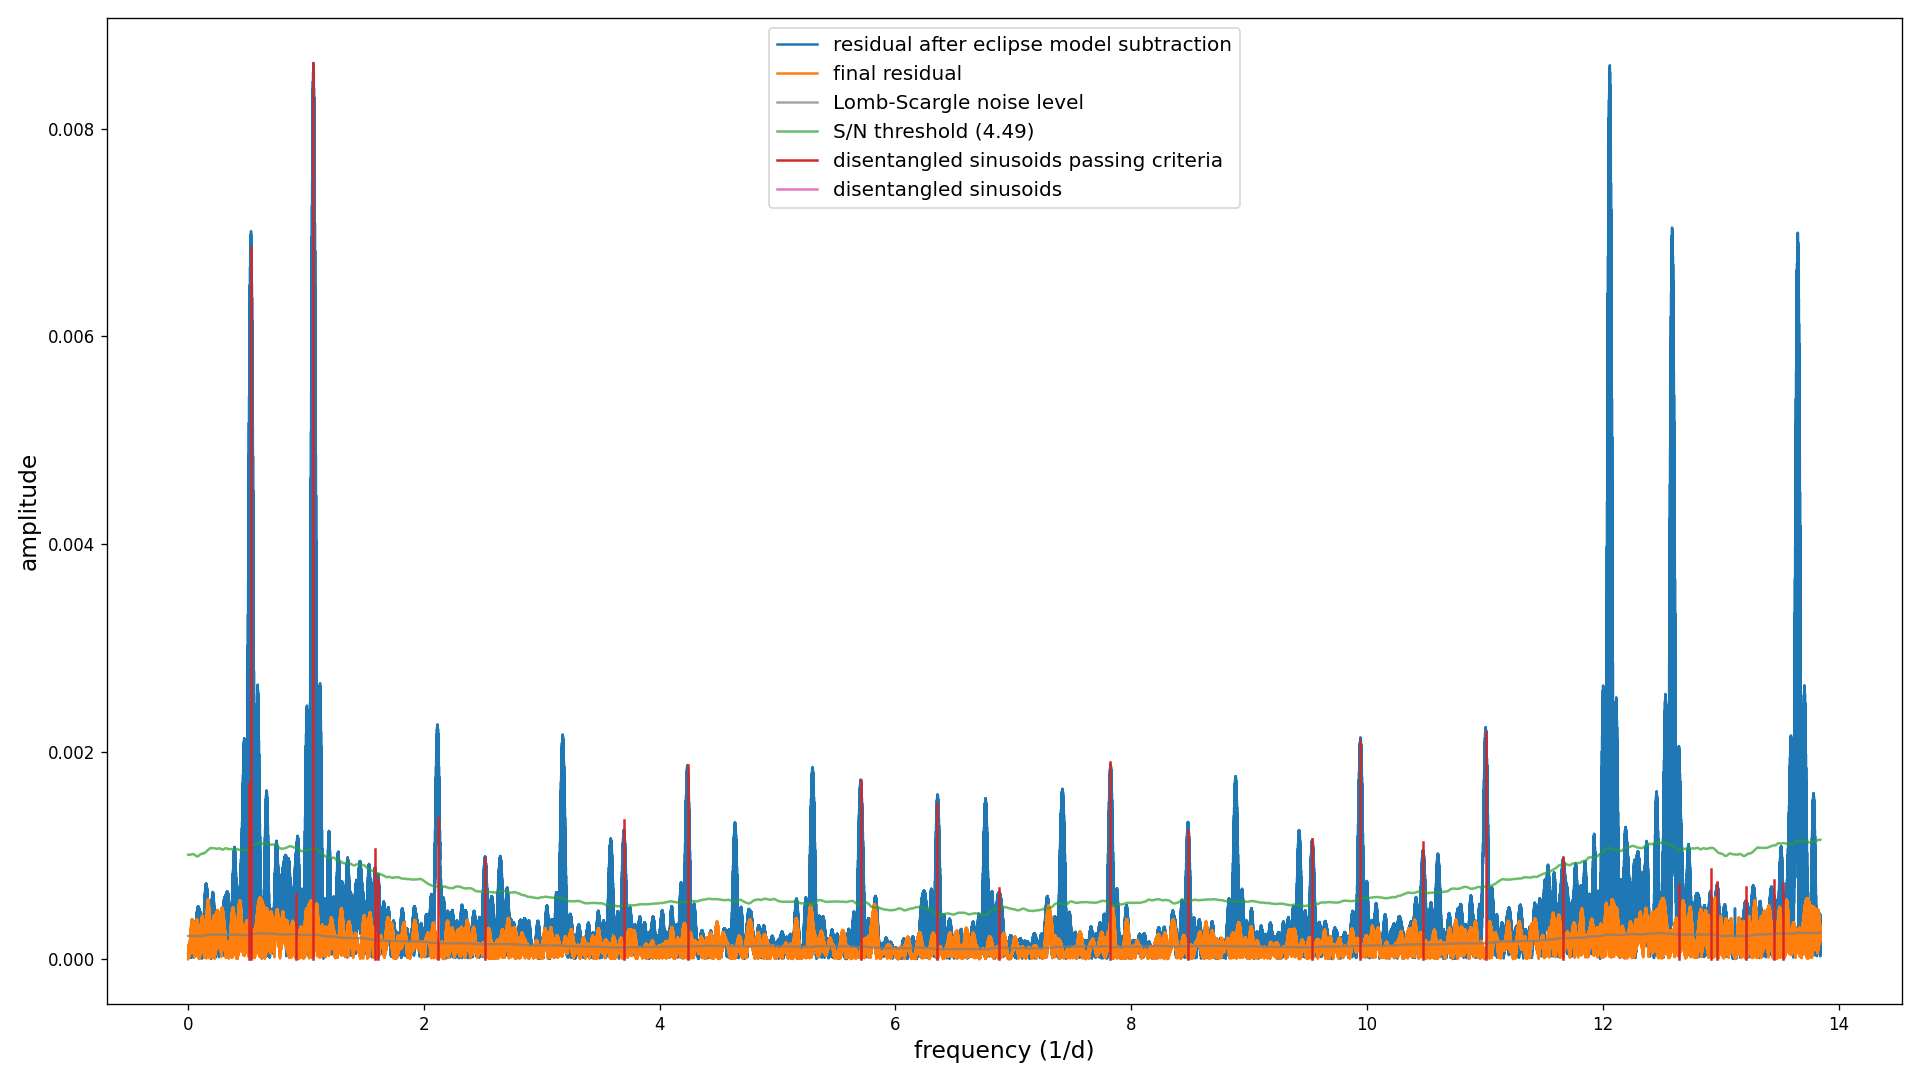 residual after eclipse model subtraction
final residual
Lomb-Scargle noise level
S/N threshold (4.49)
disentangled sinusoids passing criteria
disentangled sinusoids
0.008
0.006
0.004
0.002
0.000
amplitude
0 2 4 6 8 10 12 14
frequency (1/d)